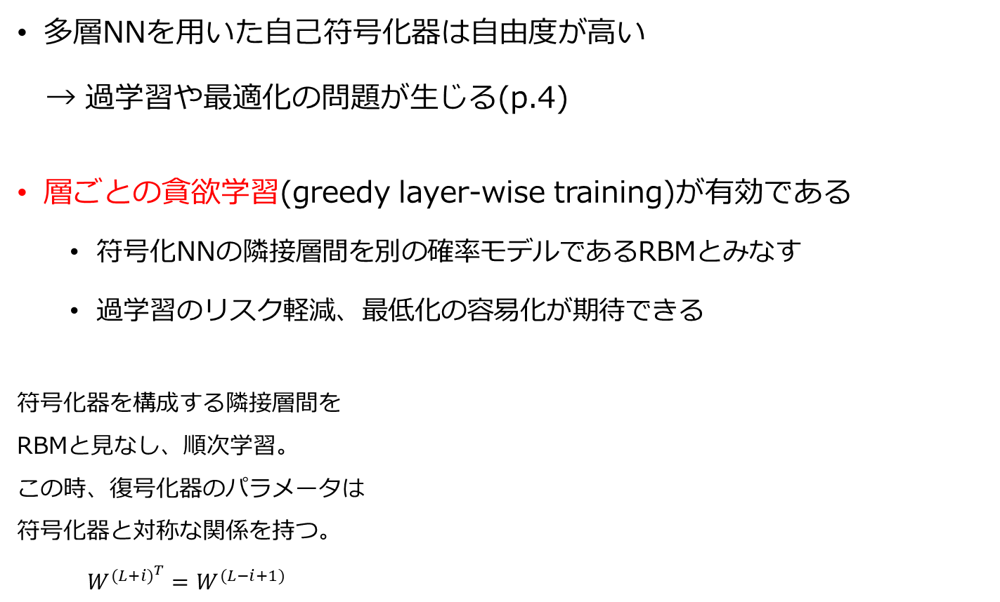 • 多層NNを用いた自己符号化器は自由度が高い
→ 過学習や最適化の問題が生じる(p.4)
• 層ごとの貪欲学習(greedy layer-wise training)が有効である
• 符号化NNの隣接層間を別の確率モデルであるRBMとみなす
• 過学習のリスク軽減、最低化の容易化が期待できる
符号化器を構成する隣接層間を
RBMと見なし、順次学習。
この時、復号化器のパラメータは
符号化器と対称な関係を持つ。
$W^{(L+i)^T} = W^{(L-i+1)}$